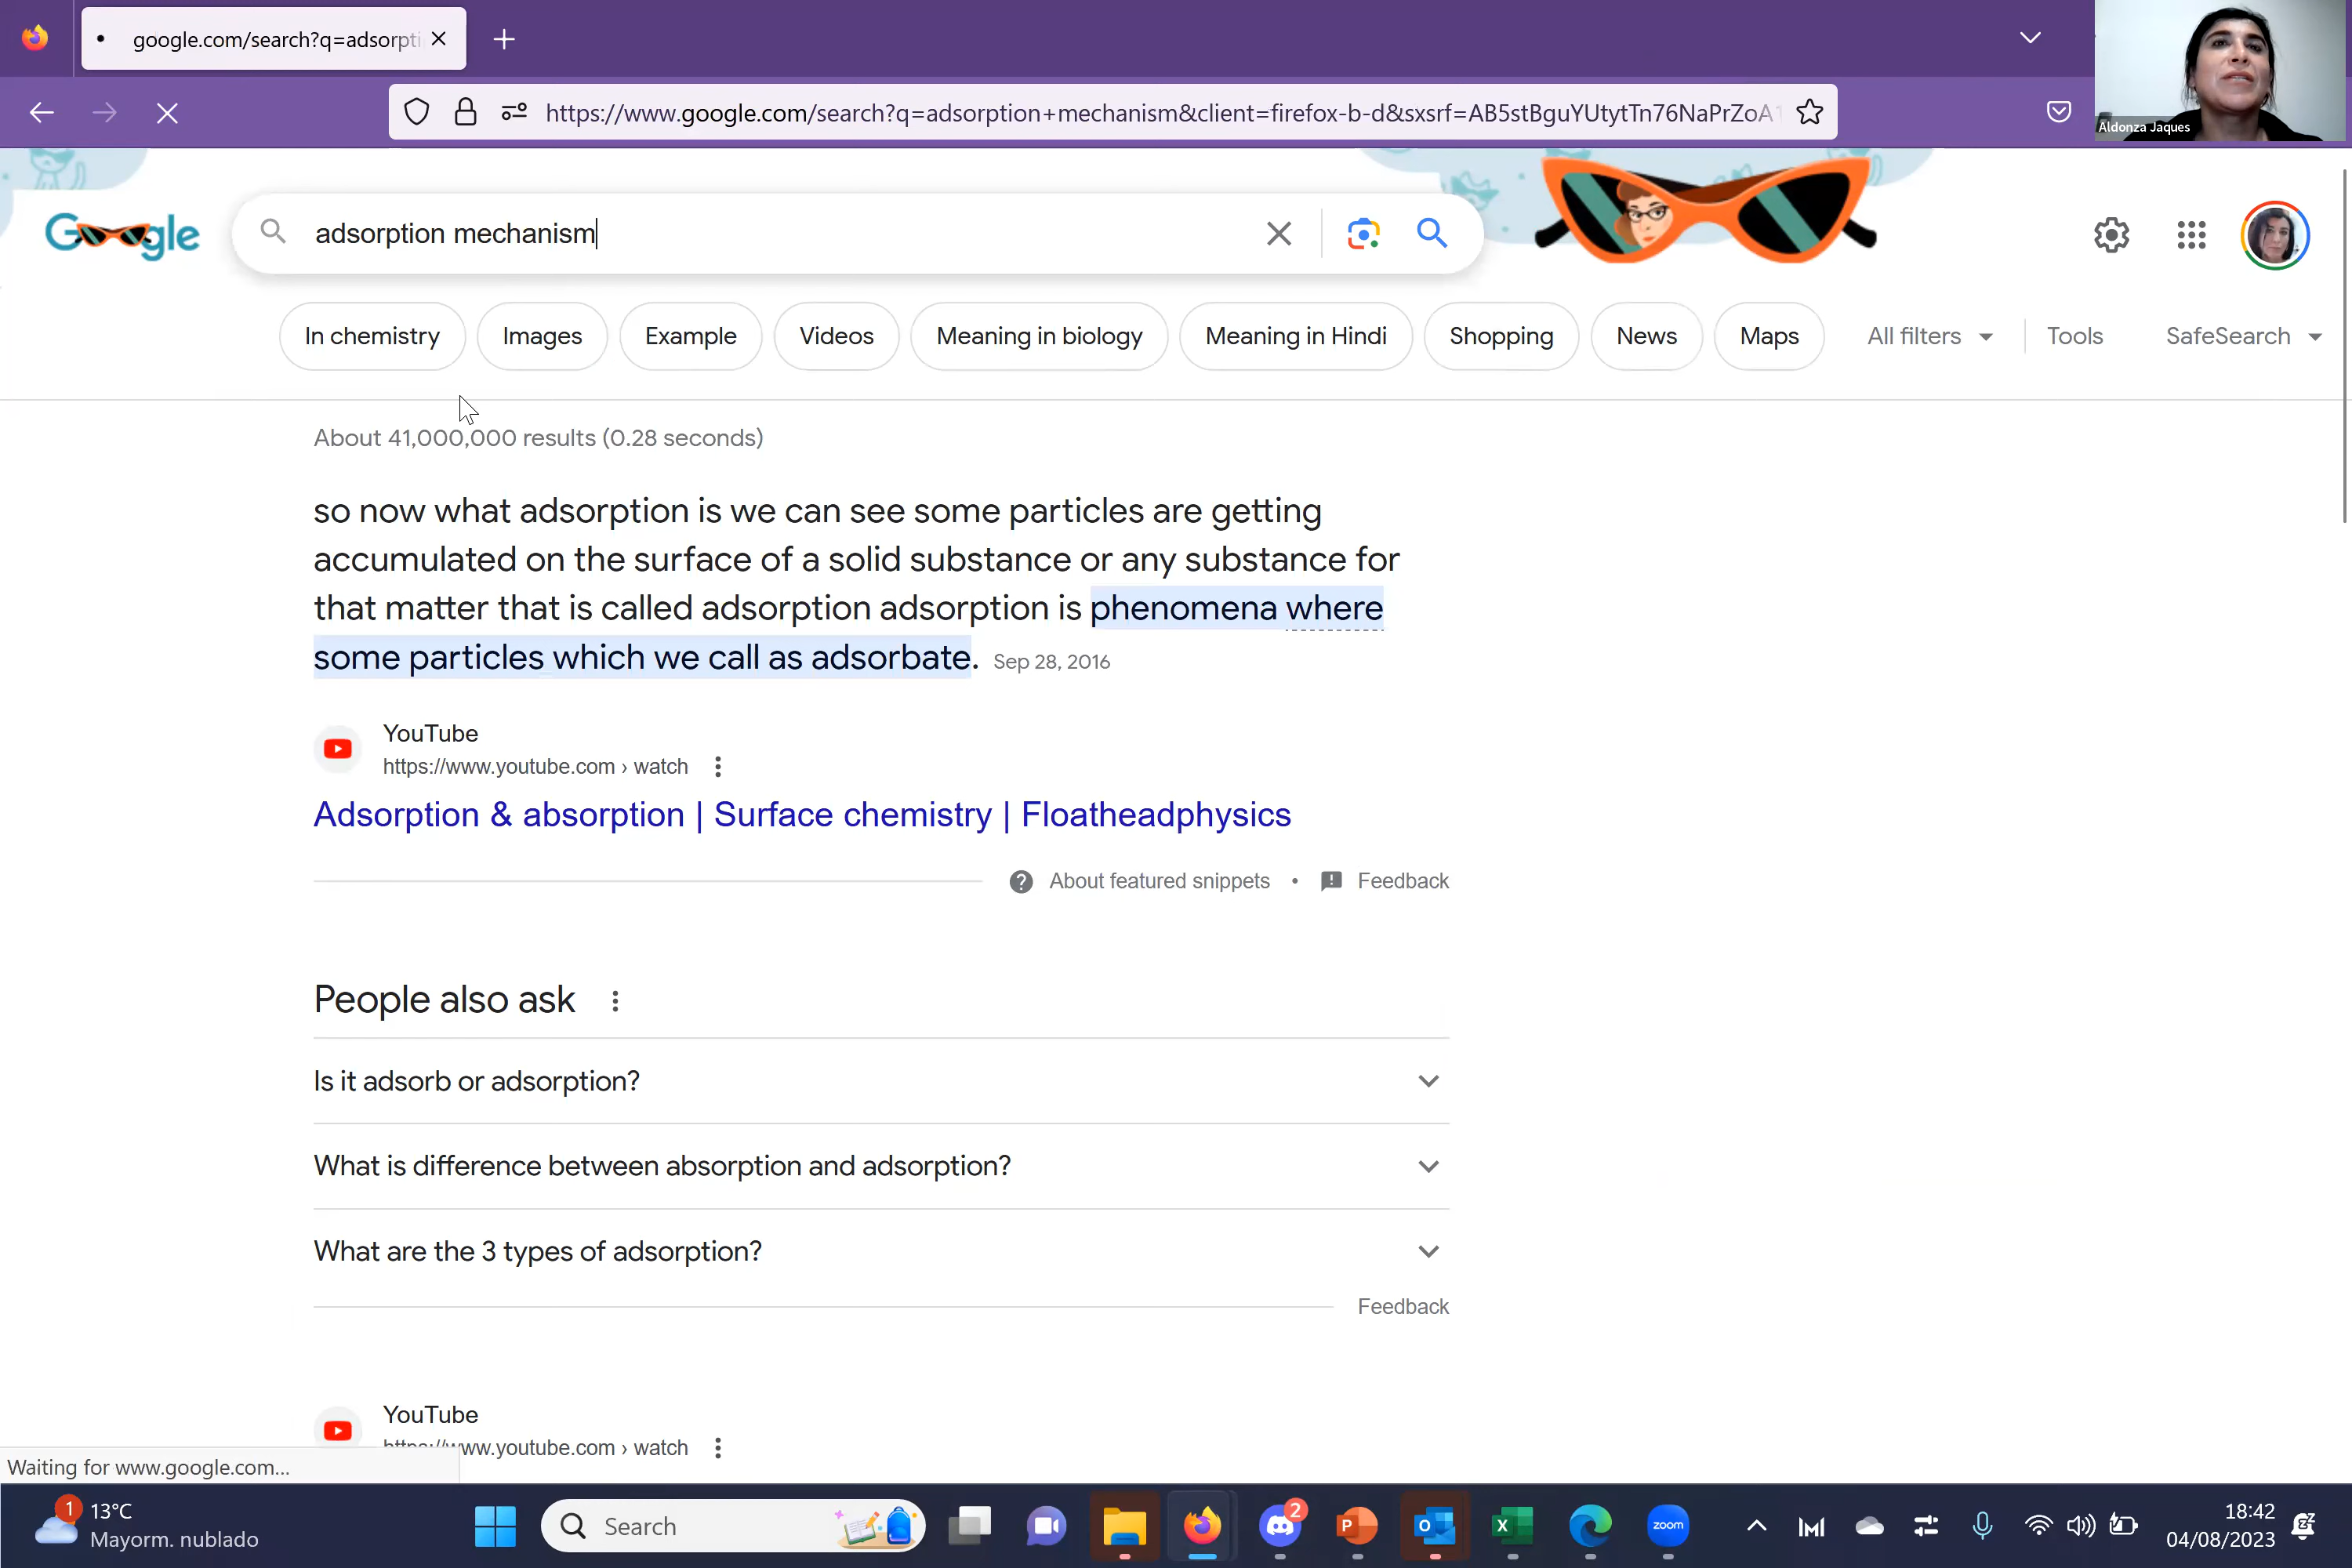 google.com/search?q=adsorpti
https://www.google.com/search?q=adsorption+mechanism&client=firefox-b-d&sxsrf=AB5stBguYUtytTn76NaPrZoA1
Aldonza Jaques
Google
adsorption mechanism
In chemistry
Images
Example
Videos
Meaning in biology
Meaning in Hindi
Shopping
News
Maps
All filters
Tools
SafeSearch
About 41,000,000 results (0.28 seconds)
so now what adsorption is we can see some particles are getting
accumulated on the surface of a solid substance or any substance for
that matter that is called adsorption adsorption is phenomena where
some particles which we call as adsorbate. Sep 28, 2016
YouTube
https://www.youtube.com › watch
Adsorption & absorption | Surface chemistry | Floatheadphysics
About featured snippets • Feedback
People also ask
Is it adsorb or adsorption?
What is difference between absorption and adsorption?
What are the 3 types of adsorption?
Feedback
YouTube
https://www.youtube.com › watch
Waiting for www.google.com...
1
13°C
Mayorm. nublado
Search
2
zoom
18:42
04/08/2023